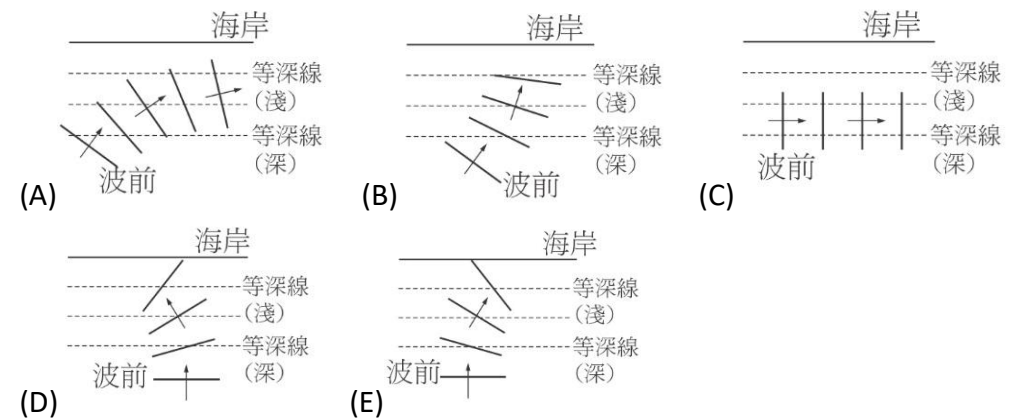 海岸
等深線
(淺)
等深線
(深)
波前
(A)
海岸
等深線
(淺)
等深線
(深)
波前
(B)
海岸
等深線
(淺)
等深線
(深)
波前
(C)
海岸
等深線
(淺)
等深線
(深)
波前
(D)
海岸
等深線
(淺)
等深線
(深)
波前
(E)